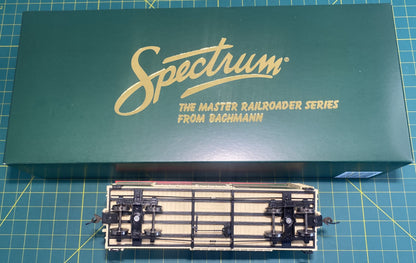 Spectrum®
THE MASTER RAILROADER SERIES
FROM BACHMANN